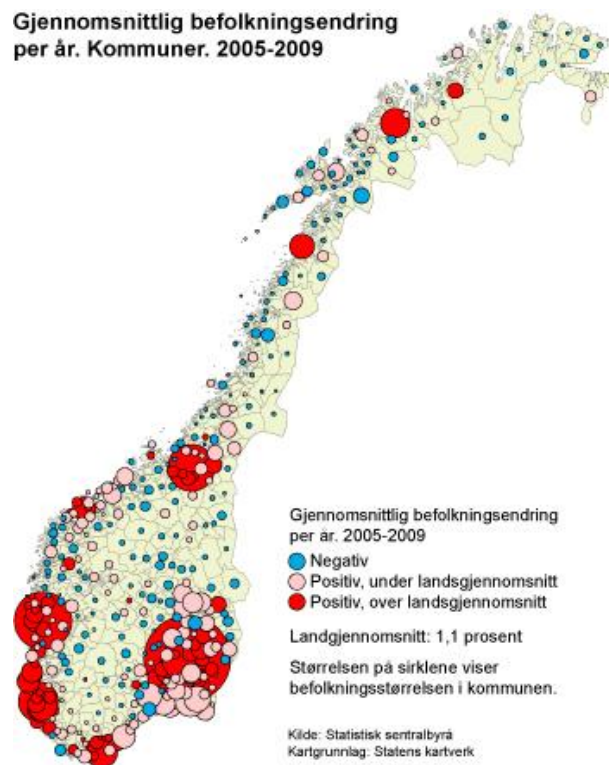 Gjennomsnittlig befolkningsendring
per år. Kommuner. 2005-2009
Gjennomsnittlig befolkningsendring
per år. 2005-2009
Negativ
Positiv, under landsgjennomsnitt
Positiv, over landsgjennomsnitt
Landgjennomsnitt: 1,1 prosent
Størrelsen på sirklene viser
befolkningsstørrelsen i kommunen.
Kilde: Statistisk sentralbyrå
Kartgrunnlag: Statens kartverk